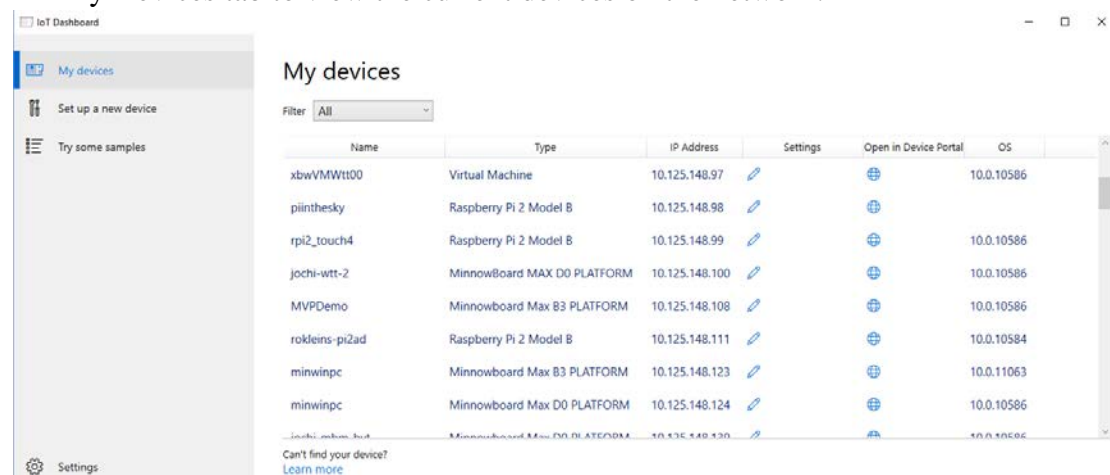 IoT Dashboard
My devices
Set up a new device
Try some samples
Settings
My devices
Filter All
Name Type IP Address Settings Open in Device Portal OS
xbwVMWtt00 Virtual Machine 10.125.148.97 10.0.10586
piinthesky Raspberry Pi 2 Model B 10.125.148.98
rpi2_touch4 Raspberry Pi 2 Model B 10.125.148.99 10.0.10586
jochi-wtt-2 MinnowBoard MAX D0 PLATFORM 10.125.148.100 10.0.10586
MVPDemo Minnowboard Max B3 PLATFORM 10.125.148.108 10.0.10586
rokleins-pi2ad Raspberry Pi 2 Model B 10.125.148.111 10.0.10584
minwinpc Minnowboard Max B3 PLATFORM 10.125.148.123 10.0.11063
minwinpc Minnowboard Max D0 PLATFORM 10.125.148.124 10.0.10586
Can't find your device?
Learn more